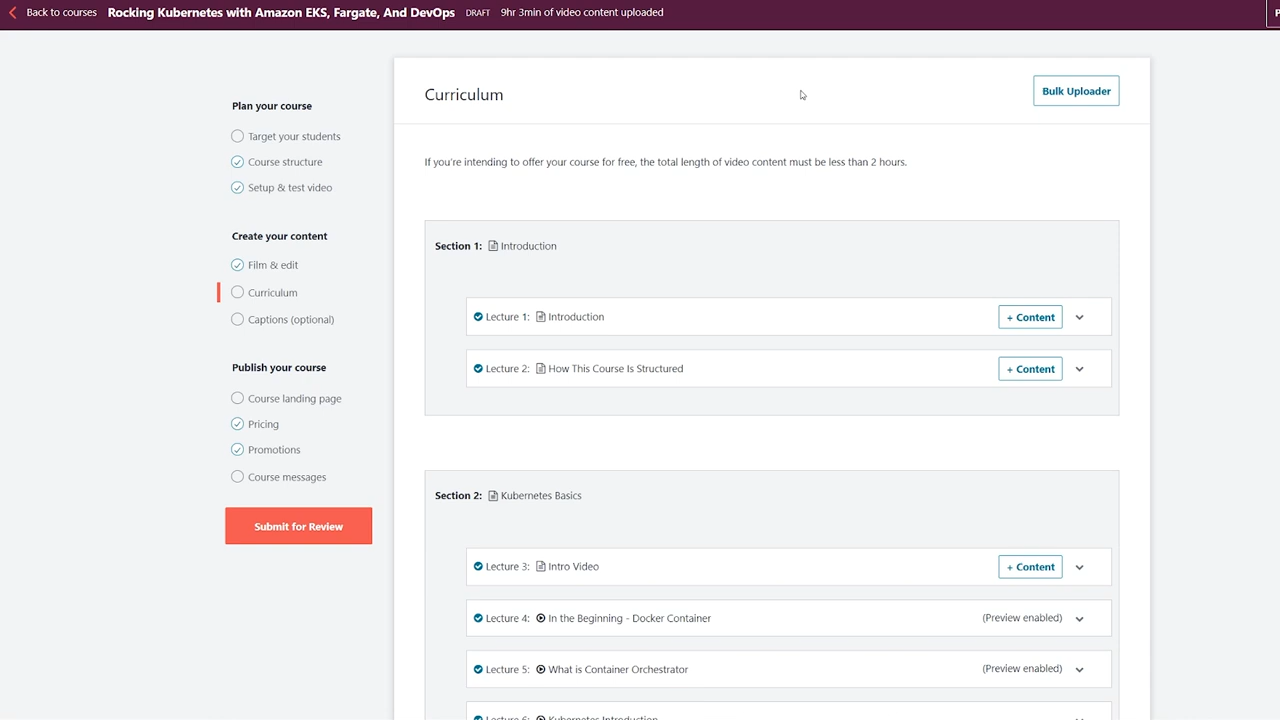 Back to courses Rocking Kubernetes with Amazon EKS, Fargate, And DevOps DRAFT 9hr 3min of video content uploaded
Plan your course
Target your students
Course structure
Setup & test video
Create your content
Film & edit
Curriculum
Captions (optional)
Publish your course
Course landing page
Pricing
Promotions
Course messages
Submit for Review
Curriculum
Bulk Uploader
If you're intending to offer your course for free, the total length of video content must be less than 2 hours.
Section 1: Introduction
Lecture 1: Introduction + Content
Lecture 2: How This Course Is Structured + Content
Section 2: Kubernetes Basics
Lecture 3: Intro Video + Content
Lecture 4: In the Beginning - Docker Container (Preview enabled)
Lecture 5: What is Container Orchestrator (Preview enabled)
Lecture 6: Kubernetes Introduction